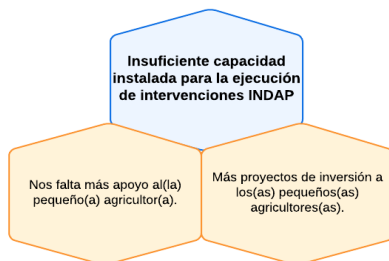 Insuficiente capacidad
instalada para la ejecución
de intervenciones INDAP
Nos falta más apoyo al(la)
pequeño(a) agricultor(a).
Más proyectos de inversión a
los(as) pequeños(as)
agricultores(as).